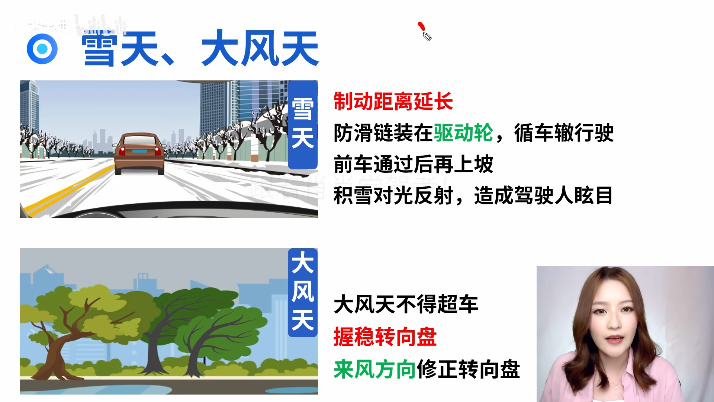 雪天、大风天
雪天
制动距离延长
防滑链装在驱动轮，循车辙行驶
前车通过后再上坡
积雪对光反射，造成驾驶人眩目
大风天
大风天不得超车
握稳转向盘
来风方向修正转向盘